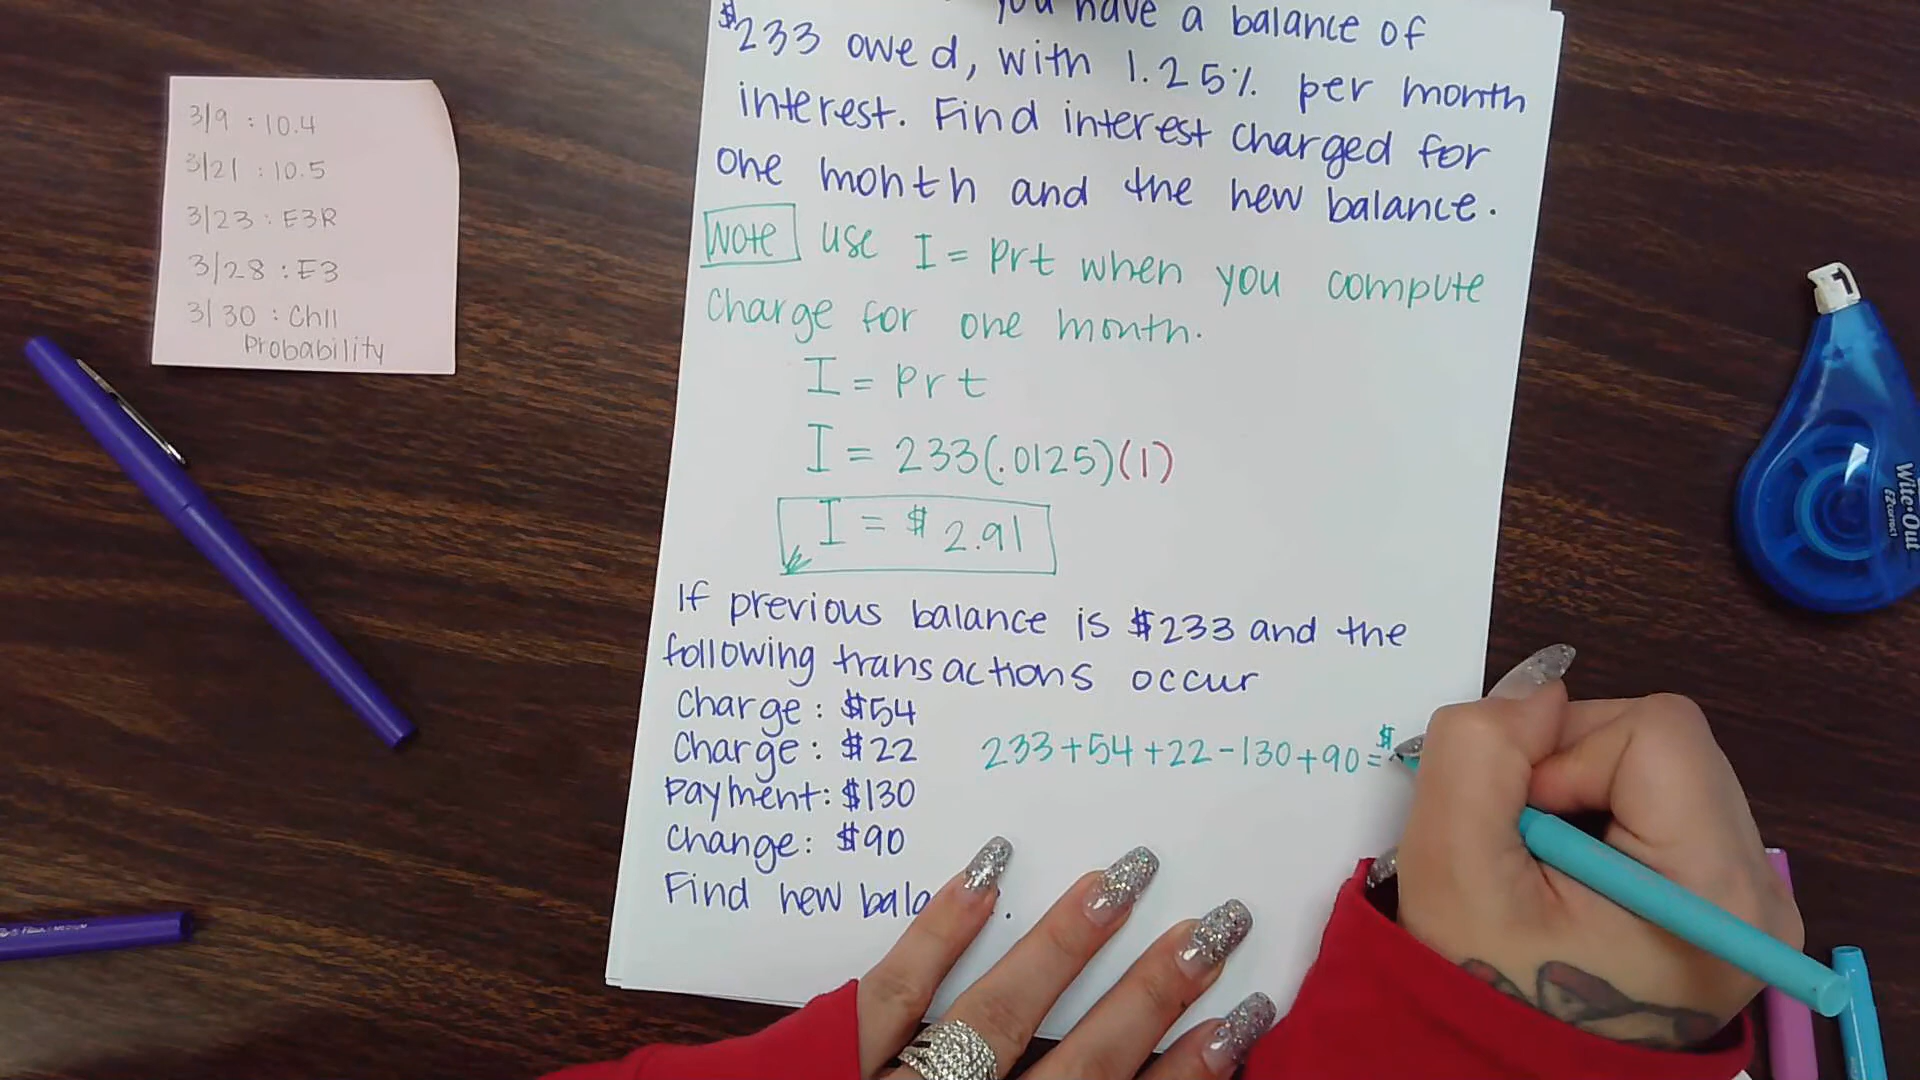 3/9 : 10.4
3/21 : 10.5
3/23 : E3R
3/28 : E3
3/30 : Ch11
Probability
you have a balance of
$233 owed, with 1.25% per month
interest. Find interest charged for
one month and the new balance.
Note use I = Prt when you compute
charge for one month.
I = Prt
I = 233(.0125)(1)
I = $2.91
If previous balance is $233 and the
following transactions occur
Charge: $54
Charge: $22
233+54+22-130+90=$
payment: $130
Change: $90
Find new bala
Wite-Out
EZcorrect